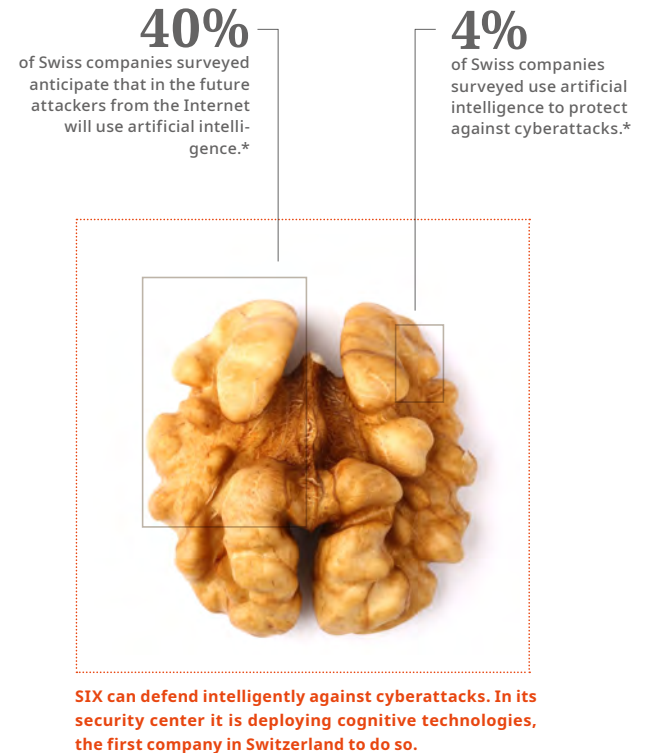 40%
of Swiss companies surveyed
anticipate that in the future
attackers from the Internet
will use artificial intelli-
gence.*
4%
of Swiss companies
surveyed use artificial
intelligence to protect
against cyberattacks.*
SIX can defend intelligently against cyberattacks. In its
security center it is deploying cognitive technologies,
the first company in Switzerland to do so.